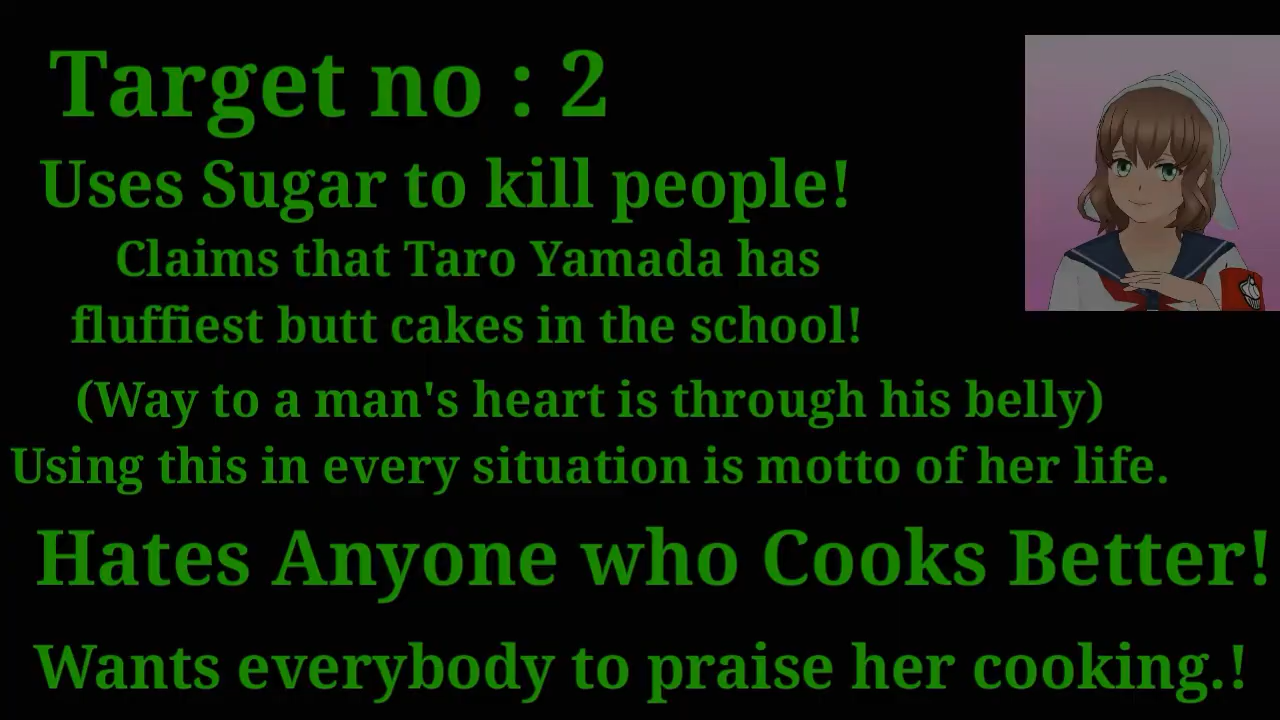 Target no : 2
Uses Sugar to kill people!
Claims that Taro Yamada has
fluffiest butt cakes in the school!
(Way to a man's heart is through his belly)
Using this in every situation is motto of her life.
Hates Anyone who Cooks Better!
Wants everybody to praise her cooking.!